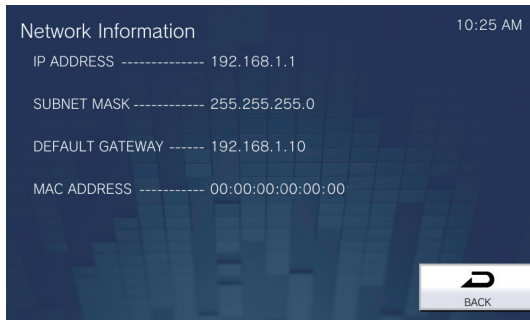 Network Information
10:25 AM
IP ADDRESS -------------- 192.168.1.1
SUBNET MASK ------------ 255.255.255.0
DEFAULT GATEWAY ------ 192.168.1.10
MAC ADDRESS ----------- 00:00:00:00:00:00
BACK